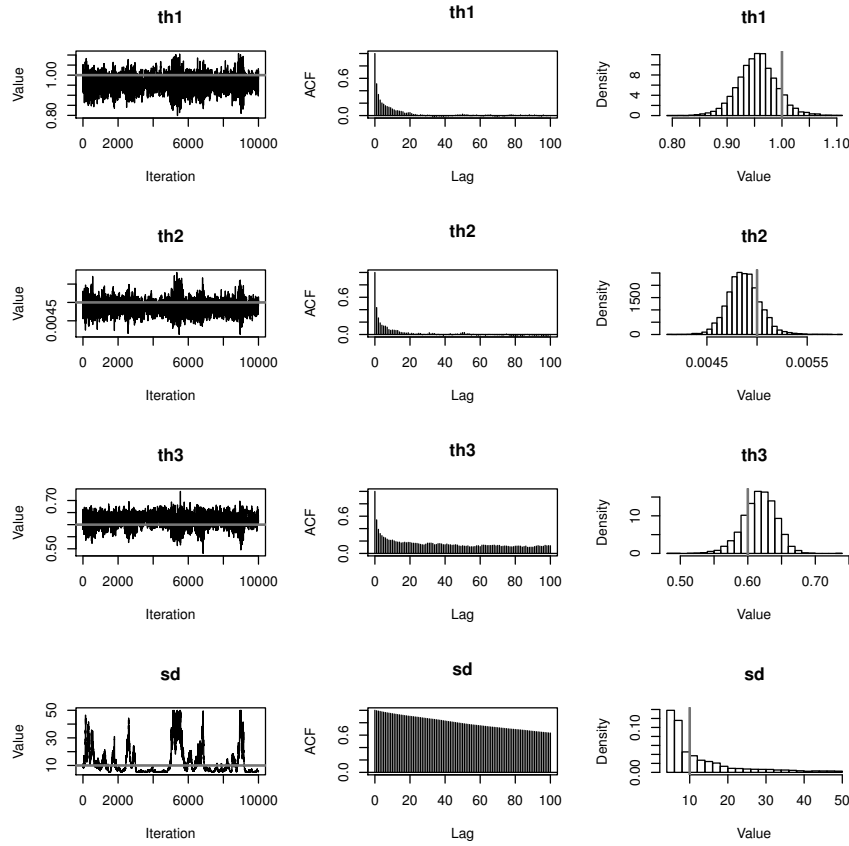 th1
Value
0.80 1.00
0 2000 6000 10000
Iteration
th1
ACF
0.0 0.6
0 20 40 60 80 100
Lag
th1
Density
0 4 8
0.80 0.90 1.00 1.10
Value
th2
Value
0.0045
0 2000 6000 10000
Iteration
th2
ACF
0.0 0.6
0 20 40 60 80 100
Lag
th2
Density
0 1500
0.0045 0.0055
Value
th3
Value
0.50 0.70
0 2000 6000 10000
Iteration
th3
ACF
0.0 0.6
0 20 40 60 80 100
Lag
th3
Density
0 10
0.50 0.60 0.70
Value
sd
Value
10 30 50
0 2000 6000 10000
Iteration
sd
ACF
0.0 0.6
0 20 40 60 80 100
Lag
sd
Density
0.00 0.10
10 20 30 40 50
Value